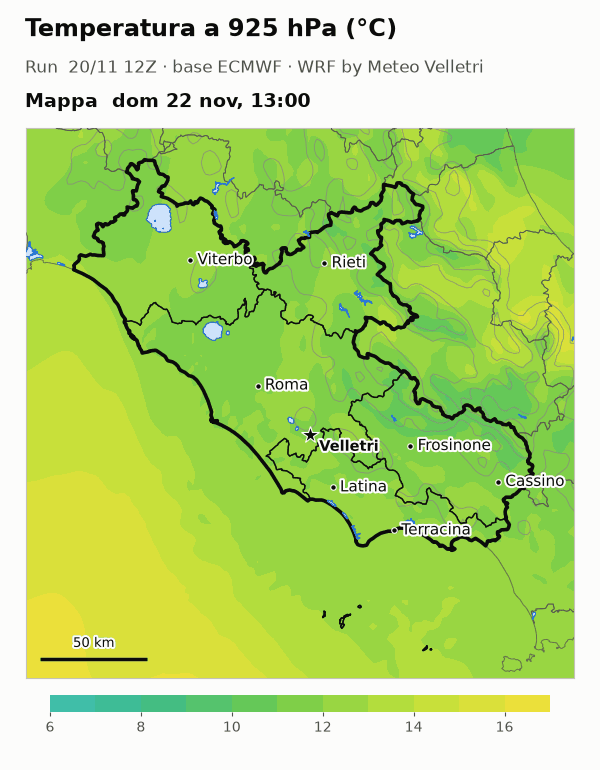 Temperatura a 925 hPa (°C)
Run  20/11 12Z · base ECMWF · WRF by Meteo Velletri
Mappa  dom 22 nov, 13:00
Viterbo
Rieti
Roma
Velletri
Frosinone
Latina
Cassino
Terracina
50 km
6 8 10 12 14 16